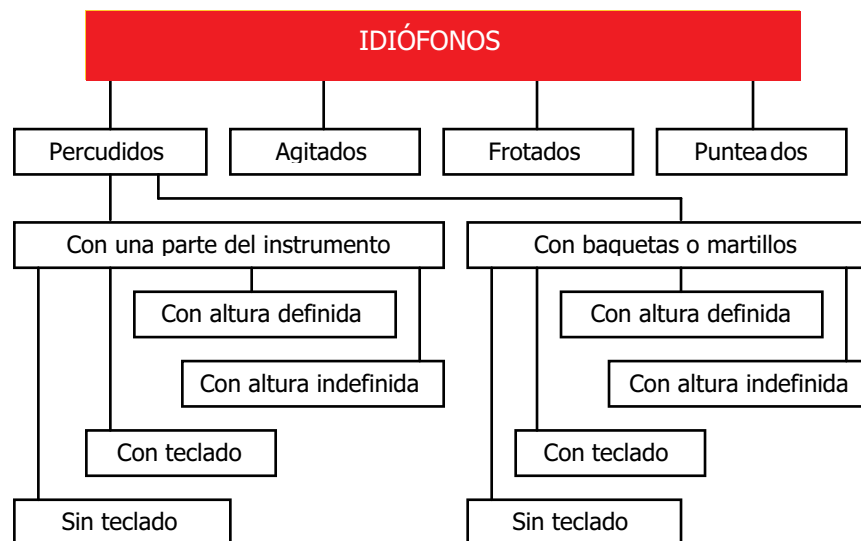 IDIÓFONOS
Percudidos
Agitados
Frotados
Punteados
Con una parte del instrumento
Con baquetas o martillos
Con altura definida
Con altura definida
Con altura indefinida
Con altura indefinida
Con teclado
Con teclado
Sin teclado
Sin teclado